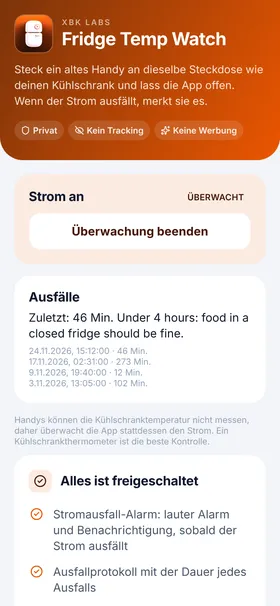 XBK LABS
Fridge Temp Watch
Steck ein altes Handy an dieselbe Steckdose wie
deinen Kühlschrank und lass die App offen.
Wenn der Strom ausfällt, merkt sie es.
Privat
Kein Tracking
Keine Werbung
Strom an
ÜBERWACHT
Überwachung beenden
Ausfälle
Zuletzt: 46 Min. Under 4 hours: food in a
closed fridge should be fine.
24.11.2026, 15:12:00 · 46 Min.
17.11.2026, 02:31:00 · 273 Min.
9.11.2026, 19:40:00 · 12 Min.
3.11.2026, 13:05:00 · 102 Min.
Handys können die Kühlschranktemperatur nicht messen,
daher überwacht die App stattdessen den Strom. Ein
Kühlschrankthermometer ist die beste Kontrolle.
Alles ist freigeschaltet
Stromausfall-Alarm: lauter Alarm
und Benachrichtigung, sobald der
Strom ausfällt
Ausfallprotokoll mit der Dauer jedes
Ausfalls